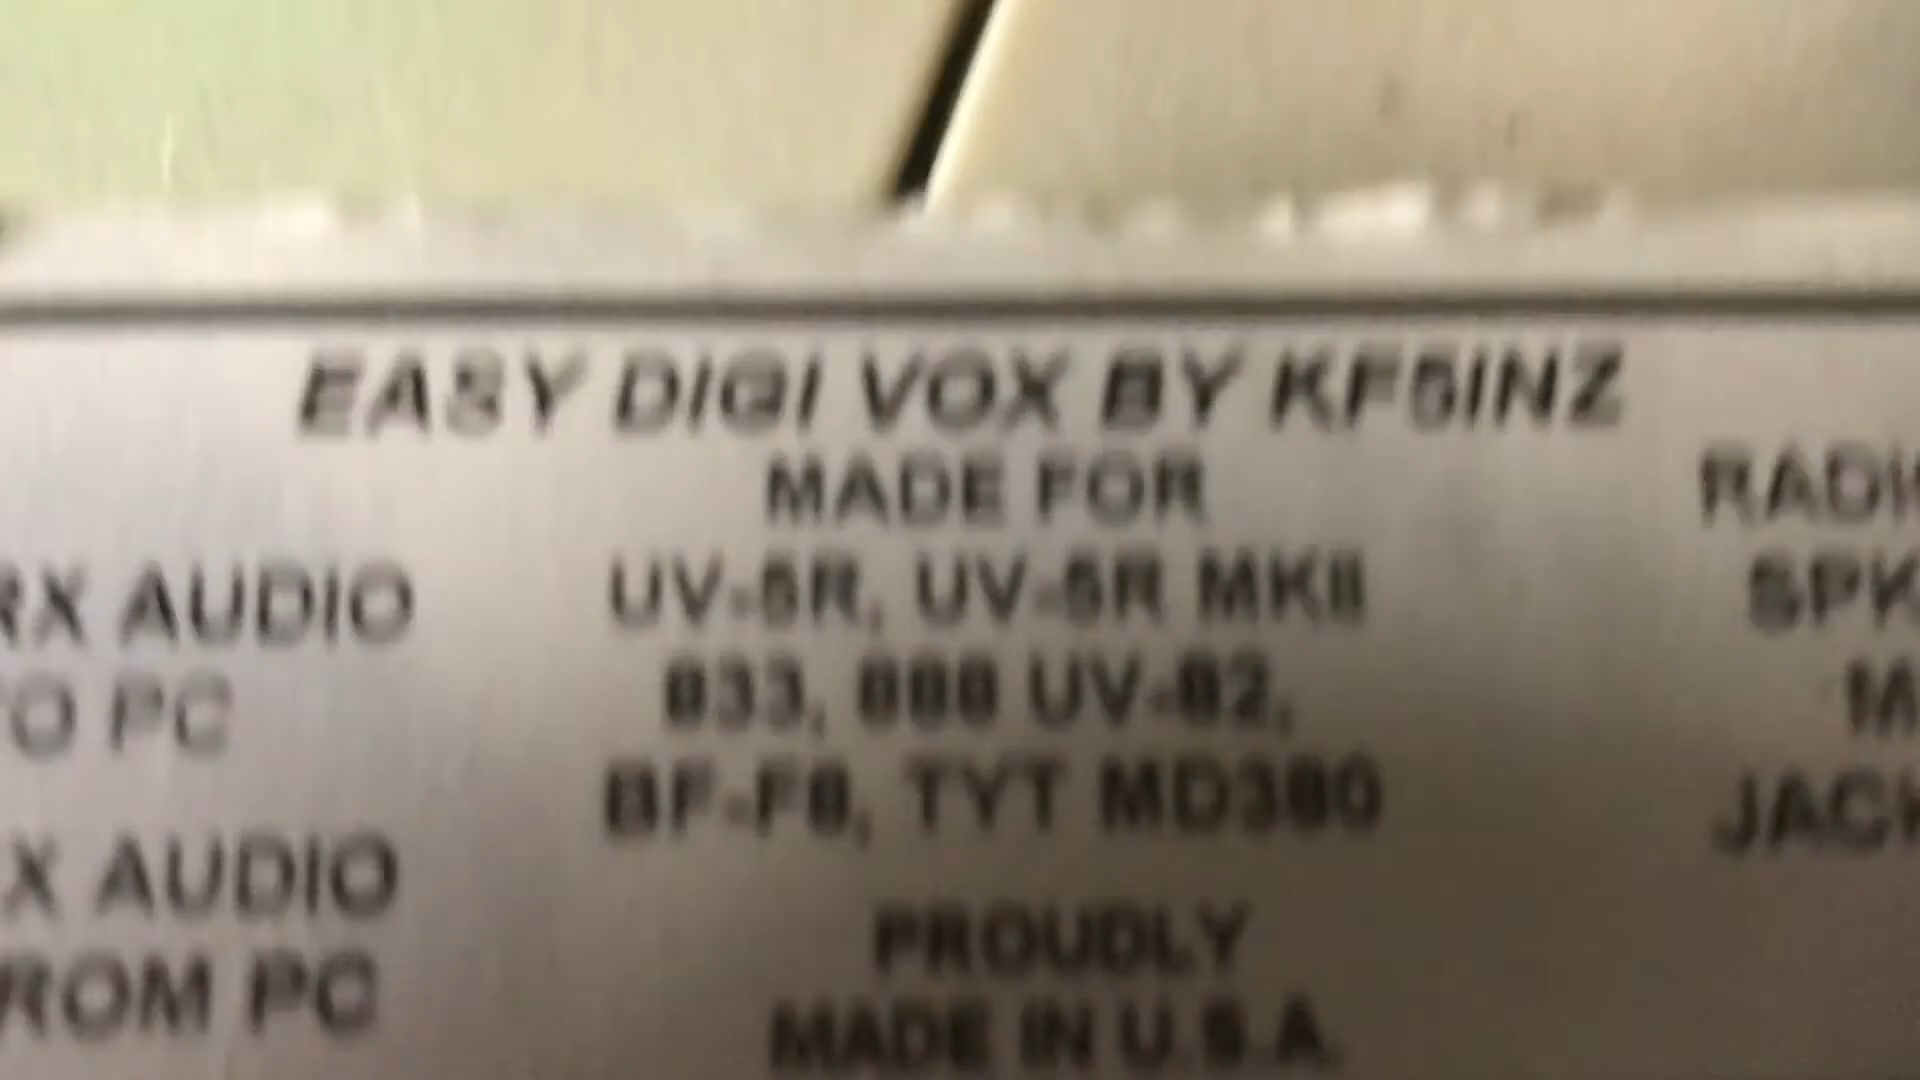 EASY DIGI VOX BY KF5INZ
MADE FOR
UV-5R, UV-5R MKII
833, 888 UV-82,
BF-F8, TYT MD380
PROUDLY
MADE IN U.S.A.
RX AUDIO
TO PC
X AUDIO
ROM PC
RADI
SPK
M
JACK